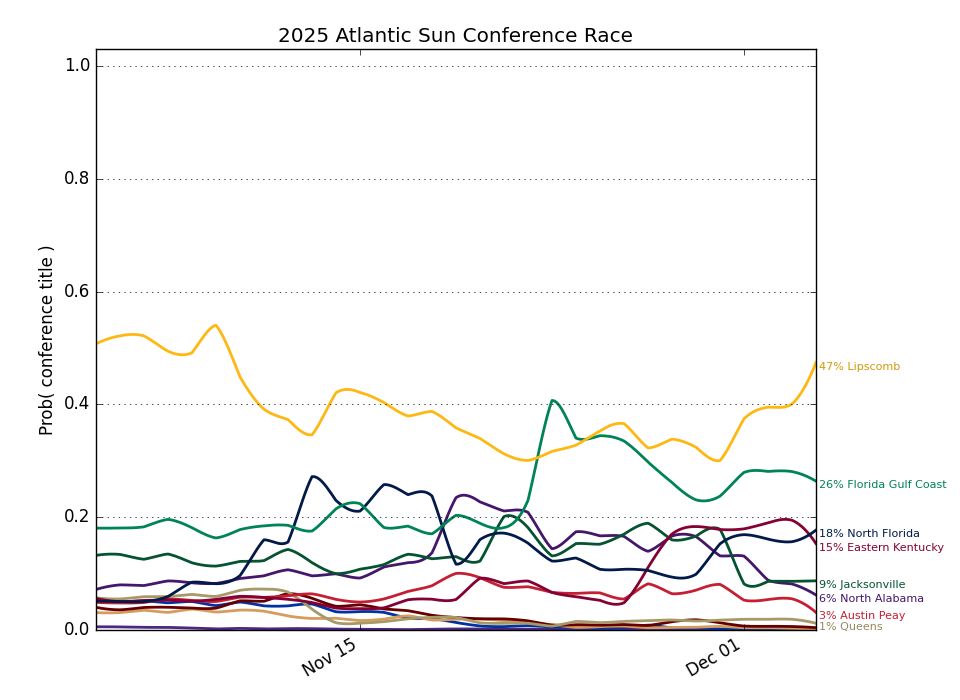 2025 Atlantic Sun Conference Race
Prob( conference title )
1.0
0.8
0.6
0.4
0.2
0.0
Nov 15
Dec 01
47% Lipscomb
26% Florida Gulf Coast
18% North Florida
15% Eastern Kentucky
9% Jacksonville
6% North Alabama
3% Austin Peay
1% Queens